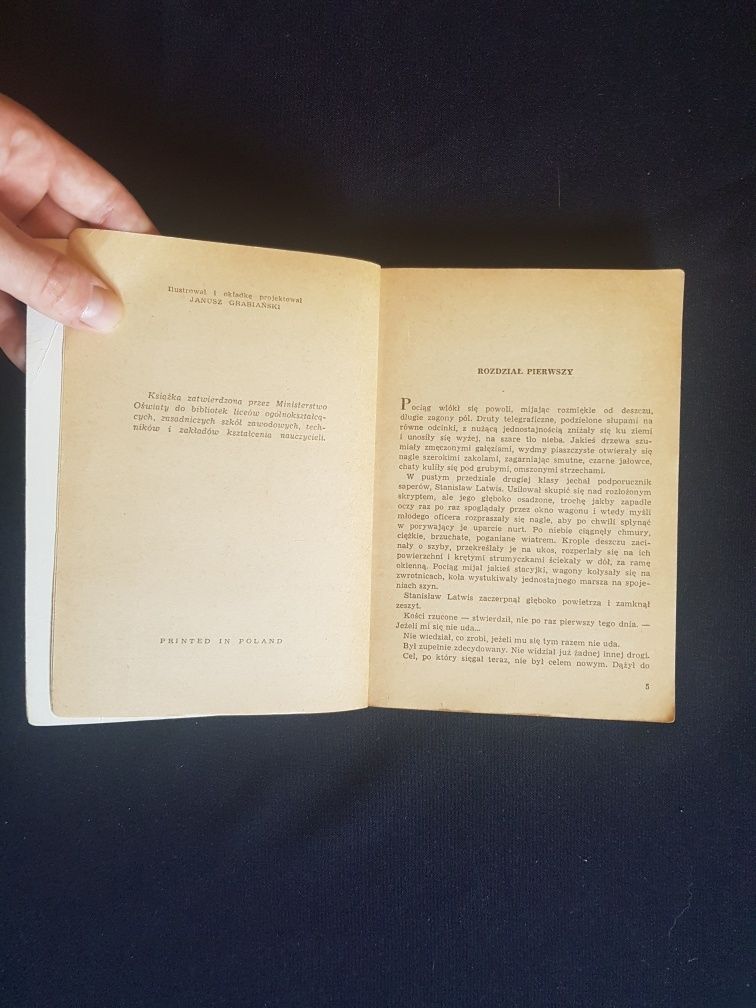 Ilustrował i okładkę projektował
JANUSZ GRABIAŃSKI
Książka zatwierdzona przez Ministerstwo
Oświaty do bibliotek liceów ogólnokształcą-
cych, zasadniczych szkół zawodowych, tech-
ników i zakładów kształcenia nauczycieli.
PRINTED IN POLAND
ROZDZIAŁ PIERWSZY
Pociąg wlókł się powoli, mijając rozmiękłe od deszczu,
długie zagony pól. Druty telegraficzne, podzielone słupami na
równe odcinki, z nużącą jednostajnością zniżały się ku ziemi
i unosiły się wyżej, na szare tło nieba. Jakieś drzewa szu-
miały zmęczonymi gałęziami, wydmy piaszczyste otwierały się
nagle szerokimi zakolami, zagarniając smutne, czarne jałowce,
chaty kuliły się pod grubymi, omszonymi strzechami.
W pustym przedziale drugiej klasy jechał podporucznik
saperów, Stanisław Latwis. Usiłował skupić się nad rozłożonym
skryptem, ale jego głęboko osadzone, trochę jakby zapadłe
oczy raz po raz spoglądały przez okno wagonu i wtedy myśli
młodego oficera rozpraszały się nagle, aby po chwili spłynąć
w porywający je uparcie nurt. Po niebie ciągnęły chmury,
ciężkie, brzuchate, poganiane wiatrem. Krople deszczu zaci-
nały o szyby, przekreślały je na ukos, rozperlały się na ich
powierzchni i krętymi strumyczkami ściekały w dół, za ramę
okienną. Pociąg mijał jakieś stacyjki, wagony kołysały się na
zwrotnicach, koła wystukiwały jednostajnego marsza na spoje-
niach szyn.
Stanisław Latwis zaczerpnął głęboko powietrza i zamknął
zeszyt.
Kości rzucone — stwierdził, nie po raz pierwszy tego dnia. —
Jeżeli mi się nie uda...
Nie wiedział, co zrobi, jeżeli mu się tym razem nie uda.
Był zupełnie zdecydowany. Nie widział już żadnej innej drogi.
Cel, po który sięgał teraz, nie był celem nowym. Dążył do
5